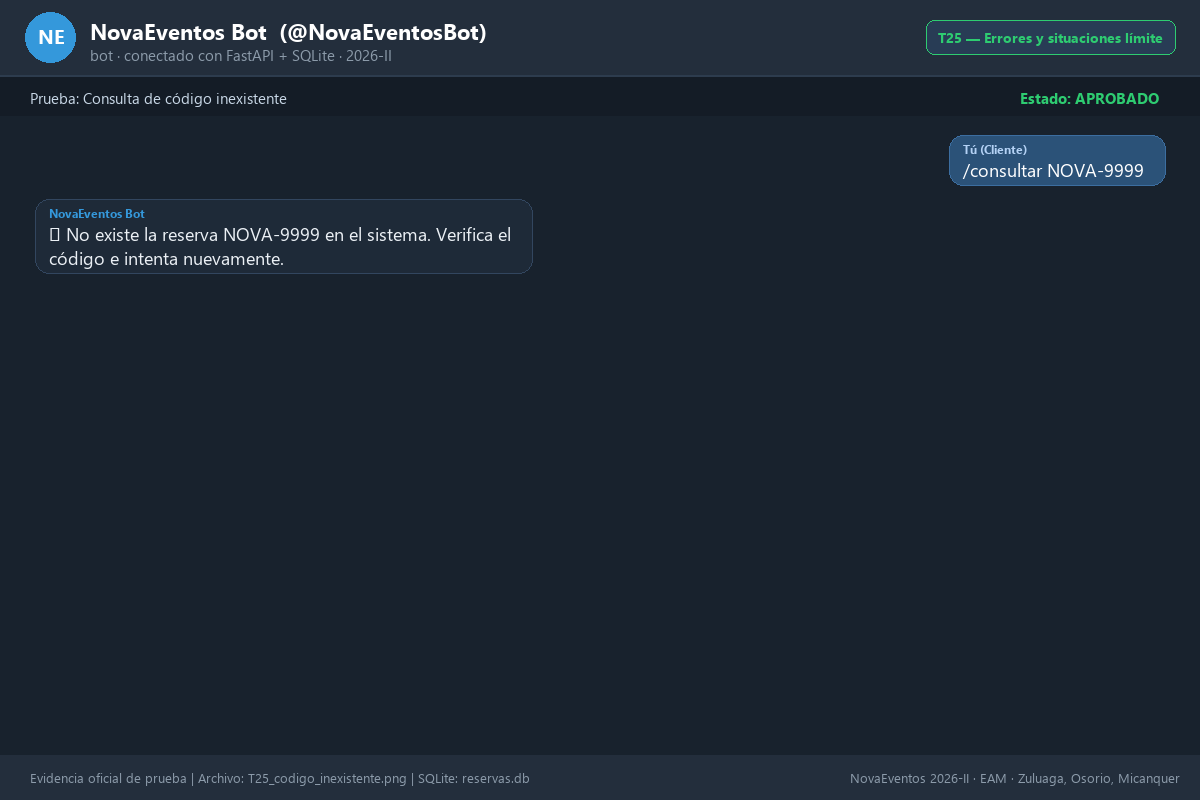 NE
NovaEventos Bot (@NovaEventosBot)
bot · conectado con FastAPI + SQLite · 2026-II
T25 — Errores y situaciones límite
Prueba: Consulta de código inexistente
Estado: APROBADO
Tú (Cliente)
/consultar NOVA-9999
NovaEventos Bot
▯ No existe la reserva NOVA-9999 en el sistema. Verifica el
código e intenta nuevamente.
Evidencia oficial de prueba | Archivo: T25_codigo_inexistente.png | SQLite: reservas.db
NovaEventos 2026-II · EAM · Zuluaga, Osorio, Micanquer